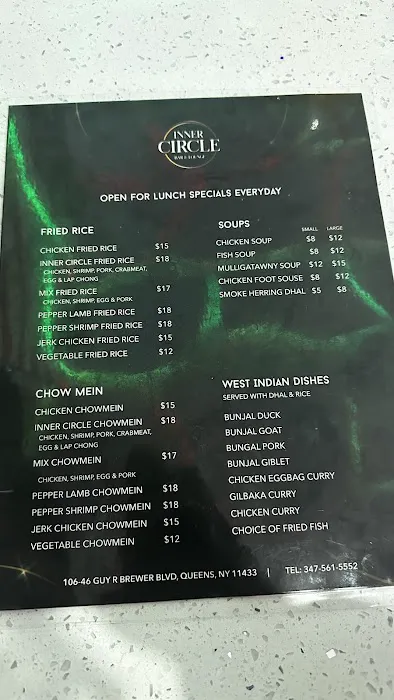 INNER
CIRCLE
BAR & LOUNGE
OPEN FOR LUNCH SPECIALS EVERYDAY
FRIED RICE
CHICKEN FRIED RICE $15
INNER CIRCLE FRIED RICE $18
CHICKEN, SHRIMP, PORK, CRABMEAT,
EGG & LAP CHONG
MIX FRIED RICE $17
CHICKEN, SHRIMP, EGG & PORK
PEPPER LAMB FRIED RICE $18
PEPPER SHRIMP FRIED RICE $18
JERK CHICKEN FRIED RICE $15
VEGETABLE FRIED RICE $12
SOUPS
SMALL LARGE
CHICKEN SOUP $8 $12
FISH SOUP $8 $12
MULLIGATAWNY SOUP $12 $15
CHICKEN FOOT SOUSE $8 $12
SMOKE HERRING DHAL $5 $8
CHOW MEIN
CHICKEN CHOWMEIN $15
INNER CIRCLE CHOWMEIN $18
CHICKEN, SHRIMP, PORK, CRABMEAT,
EGG & LAP CHONG
MIX CHOWMEIN $17
CHICKEN, SHRIMP, EGG & PORK
PEPPER LAMB CHOWMEIN $18
PEPPER SHRIMP CHOWMEIN $18
JERK CHICKEN CHOWMEIN $15
VEGETABLE CHOWMEIN $12
WEST INDIAN DISHES
SERVED WITH DHAL & RICE
BUNJAL DUCK
BUNJAL GOAT
BUNGAL PORK
BUNJAL GIBLET
CHICKEN EGGBAG CURRY
GILBAKA CURRY
CHICKEN CURRY
CHOICE OF FRIED FISH
106-46 GUY R BREWER BLVD, QUEENS, NY 11433 | TEL: 347-561-5552